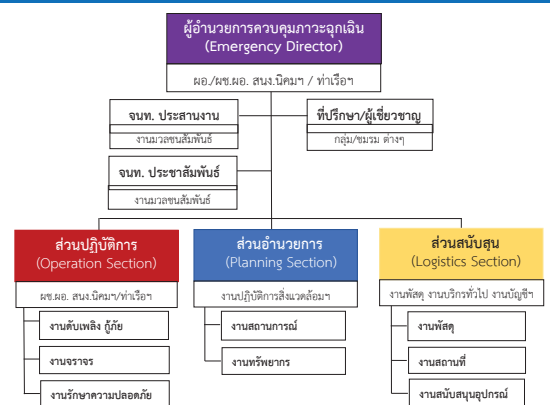 ผู้อำนวยการควบคุมภาวะฉุกเฉิน
(Emergency Director)
ผอ./ผช.ผอ. สนง.นิคมฯ / ท่าเรือฯ
จนท. ประสานงาน
งานมวลชนสัมพันธ์
ที่ปรึกษา/ผู้เชี่ยวชาญ
กลุ่ม/ชมรม ต่างๆ
จนท. ประชาสัมพันธ์
งานมวลชนสัมพันธ์
ส่วนปฏิบัติการ
(Operation Section)
ผช.ผอ. สนง.นิคมฯ/ท่าเรือฯ
งานดับเพลิง กู้ภัย
งานจราจร
งานรักษาความปลอดภัย
ส่วนอำนวยการ
(Planning Section)
งานปฏิบัติการสิ่งแวดล้อมฯ
งานสถานการณ์
งานทรัพยากร
ส่วนสนับสุน
(Logistics Section)
งานพัสดุ งานบริกรทั่วไป งานบัญชีฯ
งานพัสดุ
งานสถานที่
งานสนับสนุนอุปกรณ์